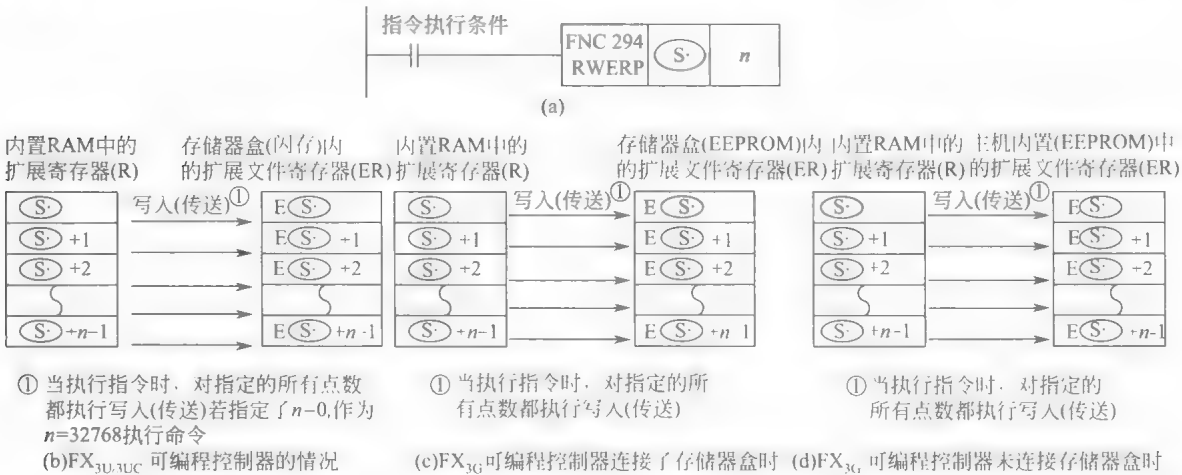 指令执行条件
FNC 294
RWERP
S·
n
(a)
内置RAM中的
扩展寄存器(R)
存储器盒(闪存)内
的扩展文件寄存器(ER)
写入(传送)①
S·
S· +1
S· +2
S· +n-1
E S·
E S· +1
E S· +2
E S· +n-1
① 当执行指令时，对指定的所有点数
都执行写入(传送)若指定了n-0,作为
n=32768执行命令
(b)FX3U,3UC 可编程控制器的情况
内置RAM中的
扩展寄存器(R)
存储器盒(EEPROM)内
的扩展文件寄存器(ER)
写入(传送)①
S·
S· +1
S· +2
S· +n-1
E S·
E S· +1
E S· +2
E S· +n-1
① 当执行指令时，对指定的所
有点数都执行写入(传送)
(c)FX3G可编程控制器连接了存储器盒时
内置RAM中的
扩展寄存器(R)
主机内置(EEPROM)中
的扩展文件寄存器(ER)
写入(传送)①
S·
S· +1
S· +2
S· +n-1
E S·
E S· +1
E S· +2
E S· +n-1
① 当执行指令时，对指定的
所有点数都执行写入(传送)
(d)FX3G 可编程控制器未连接存储器盒时